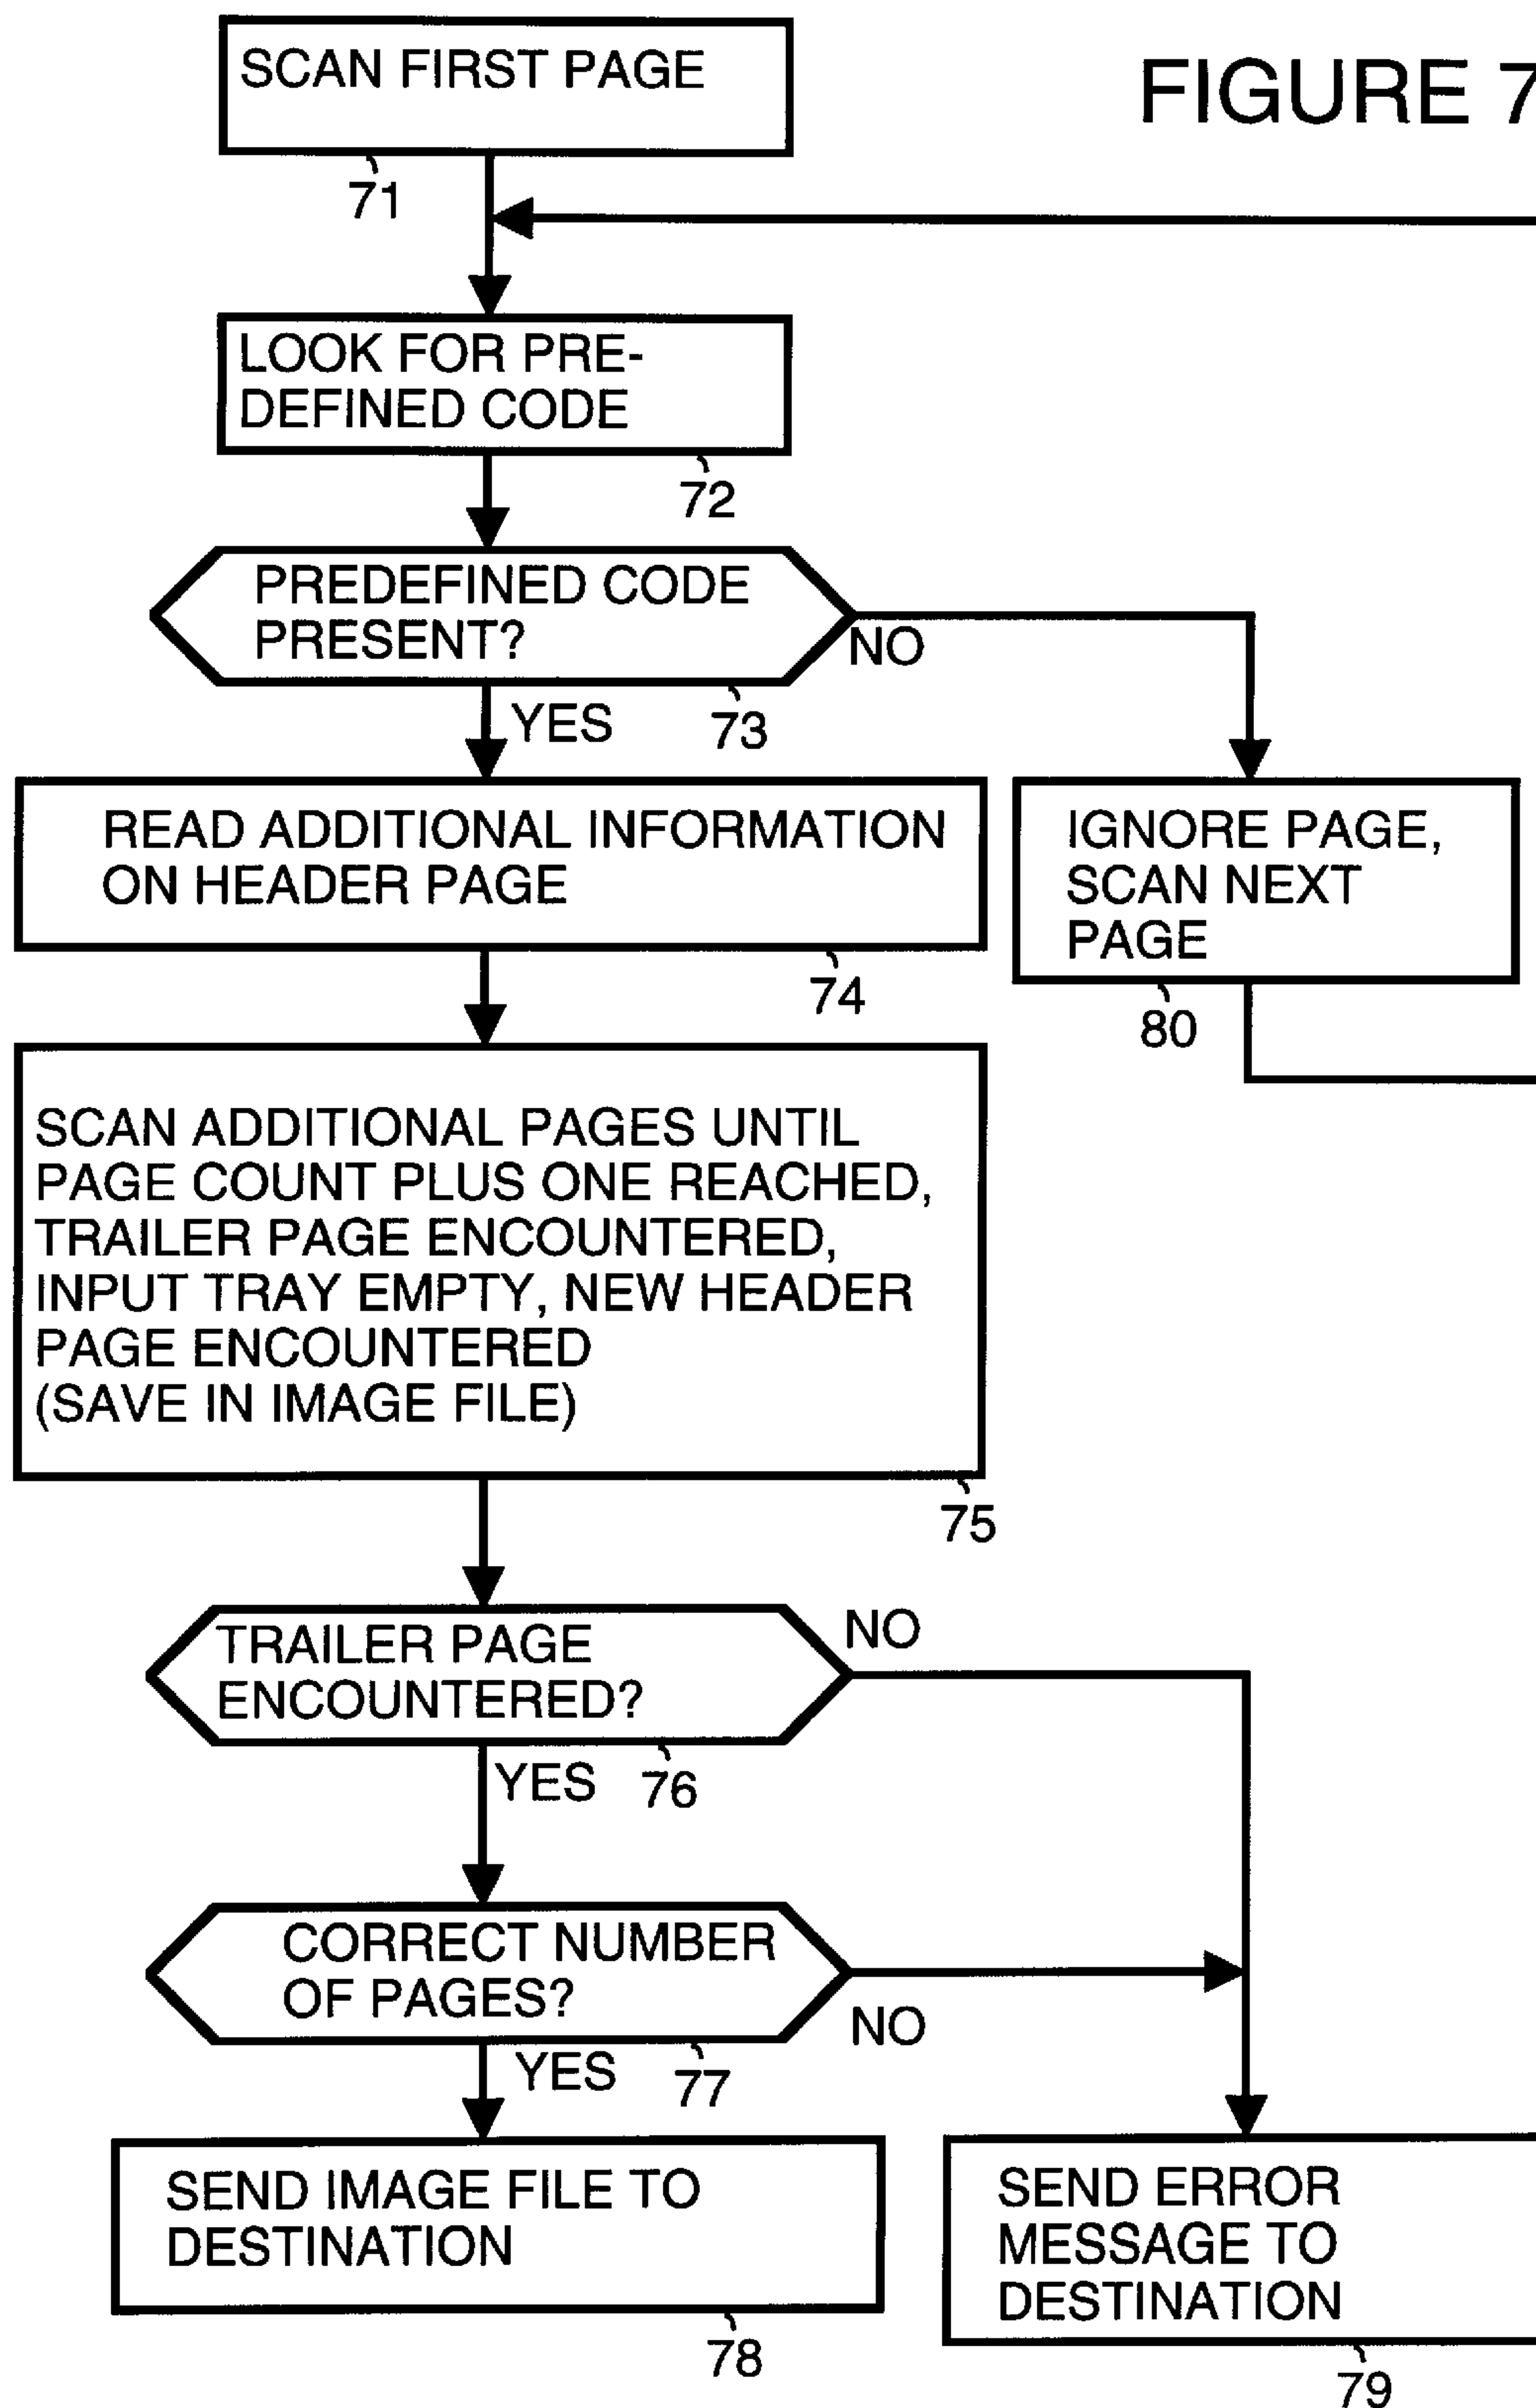 SCAN FIRST PAGE
FIGURE 7
71
LOOK FOR PRE-
DEFINED CODE
72
PREDEFINED CODE
PRESENT?
NO
YES
73
READ ADDITIONAL INFORMATION
ON HEADER PAGE
74
IGNORE PAGE,
SCAN NEXT
PAGE
80
SCAN ADDITIONAL PAGES UNTIL
PAGE COUNT PLUS ONE REACHED,
TRAILER PAGE ENCOUNTERED,
INPUT TRAY EMPTY, NEW HEADER
PAGE ENCOUNTERED
(SAVE IN IMAGE FILE)
75
TRAILER PAGE
ENCOUNTERED?
NO
YES
76
CORRECT NUMBER
OF PAGES?
NO
YES
77
SEND IMAGE FILE TO
DESTINATION
78
SEND ERROR
MESSAGE TO
DESTINATION
79